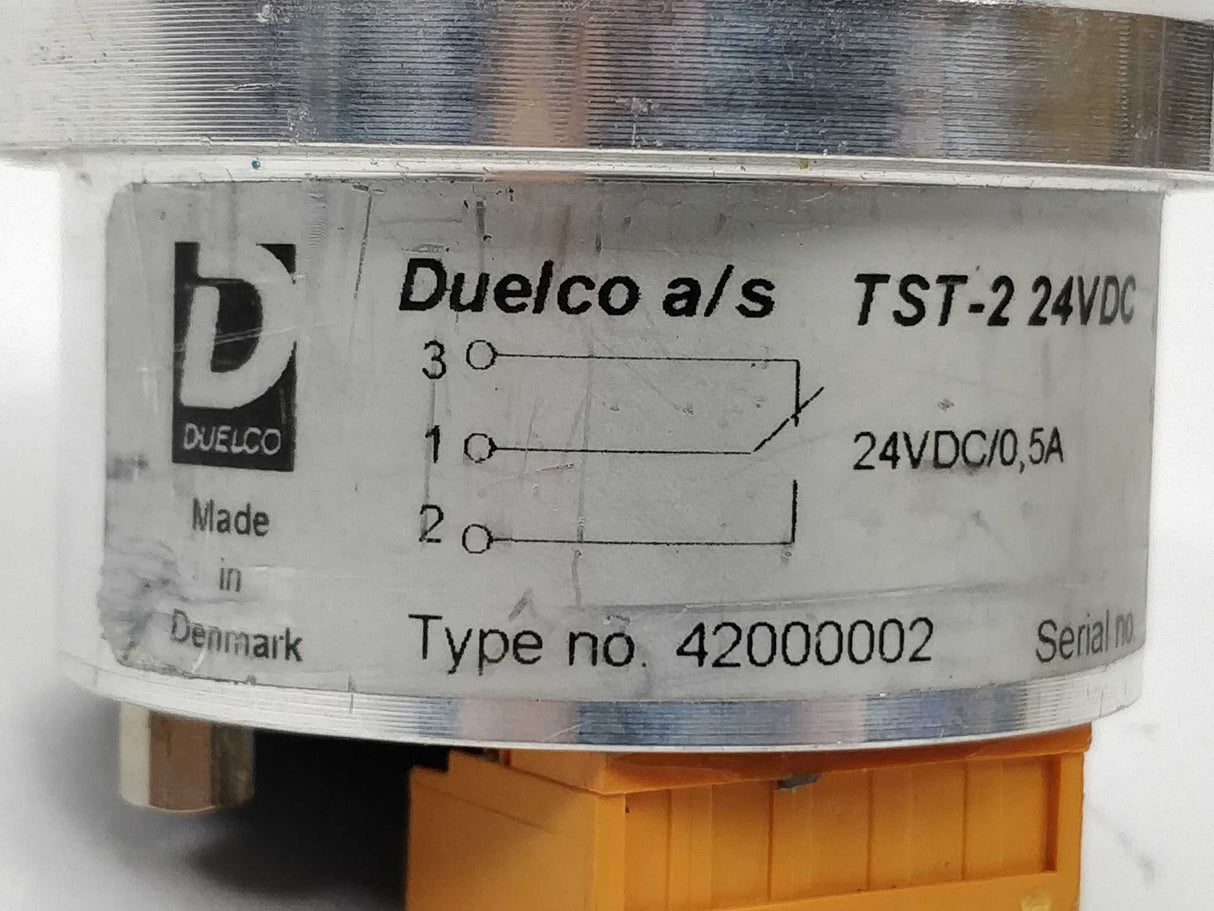 Duelco a/s TST-2 24VDC
3
1
24VDC/0,5A
2
D
DUELCO
Made
in
Denmark
Type no. 42000002
Serial no.